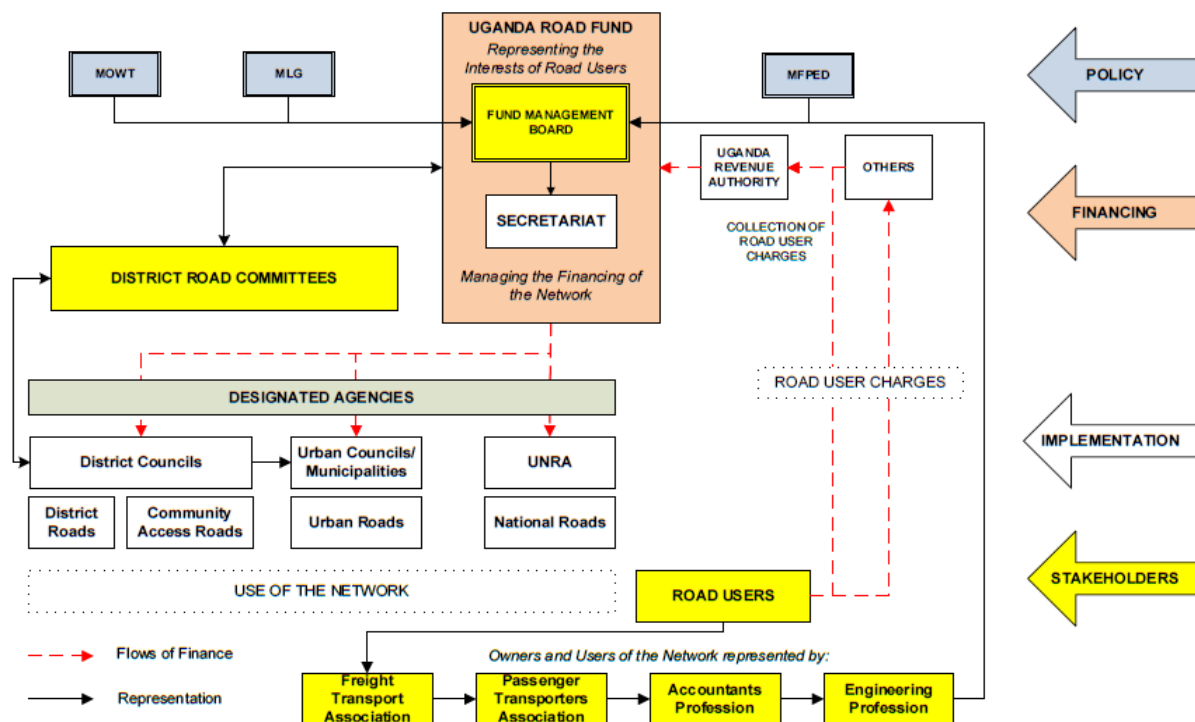 UGANDA ROAD FUND
Representing the
Interests of Road Users
MOWT
MLG
MFPED
POLICY
FUND MANAGEMENT
BOARD
UGANDA
REVENUE
AUTHORITY
OTHERS
SECRETARIAT
FINANCING
COLLECTION OF
ROAD USER
CHARGES
DISTRICT ROAD COMMITTEES
Managing the Financing of
the Network
ROAD USER CHARGES
DESIGNATED AGENCIES
IMPLEMENTATION
District Councils
Urban Councils/
Municipalities
UNRA
District
Roads
Community
Access Roads
Urban Roads
National Roads
STAKEHOLDERS
USE OF THE NETWORK
ROAD USERS
Flows of Finance
Owners and Users of the Network represented by:
Representation
Freight
Transport
Association
Passenger
Transporters
Association
Accountants
Profession
Engineering
Profession